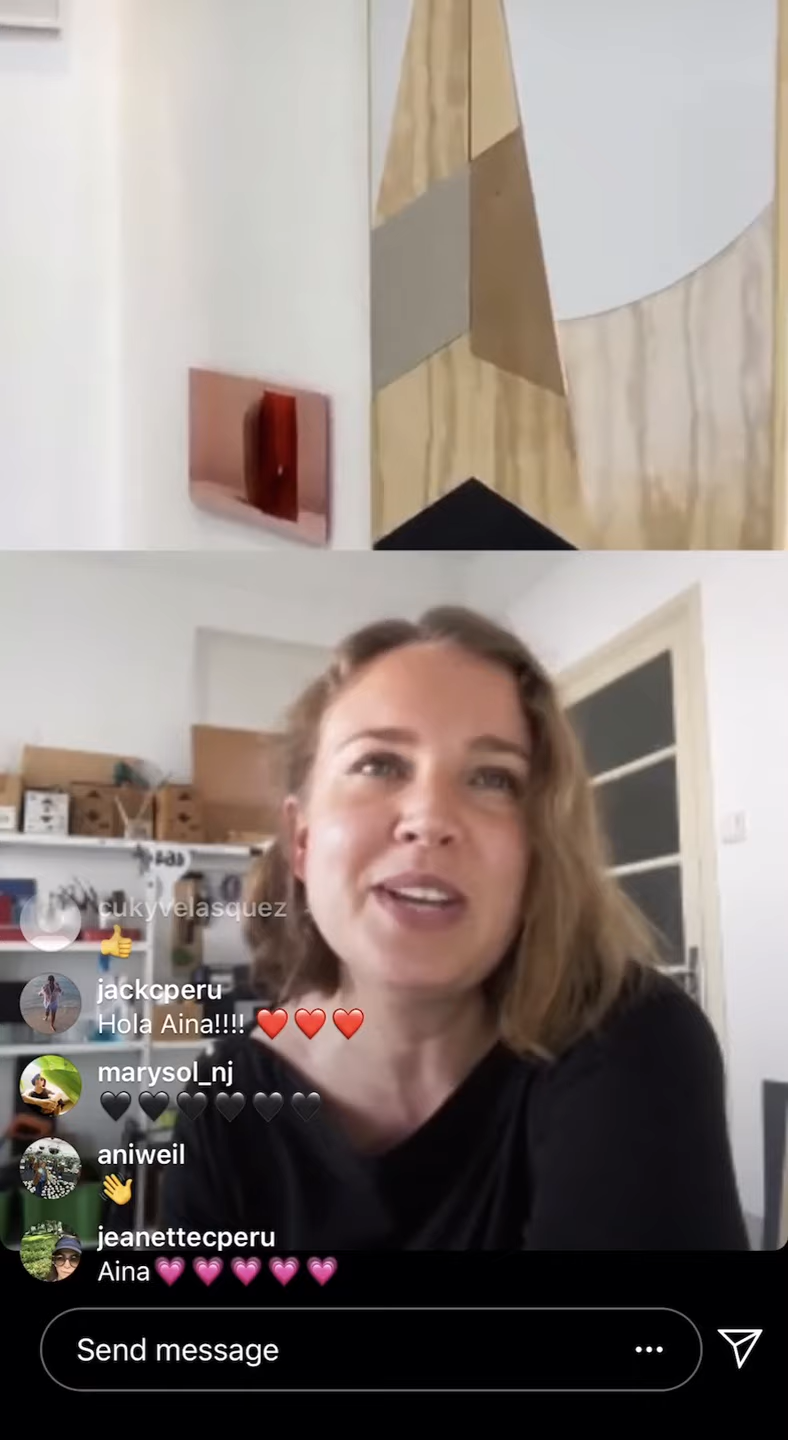 cukyvelasquez
👍
jackcperu
Hola Aina!!!! ❤️❤️❤️
marysol_nj
🖤🖤🖤🖤🖤🖤
aniweil
👋
jeanettecperu
Aina💗💗💗💗💗
Send message